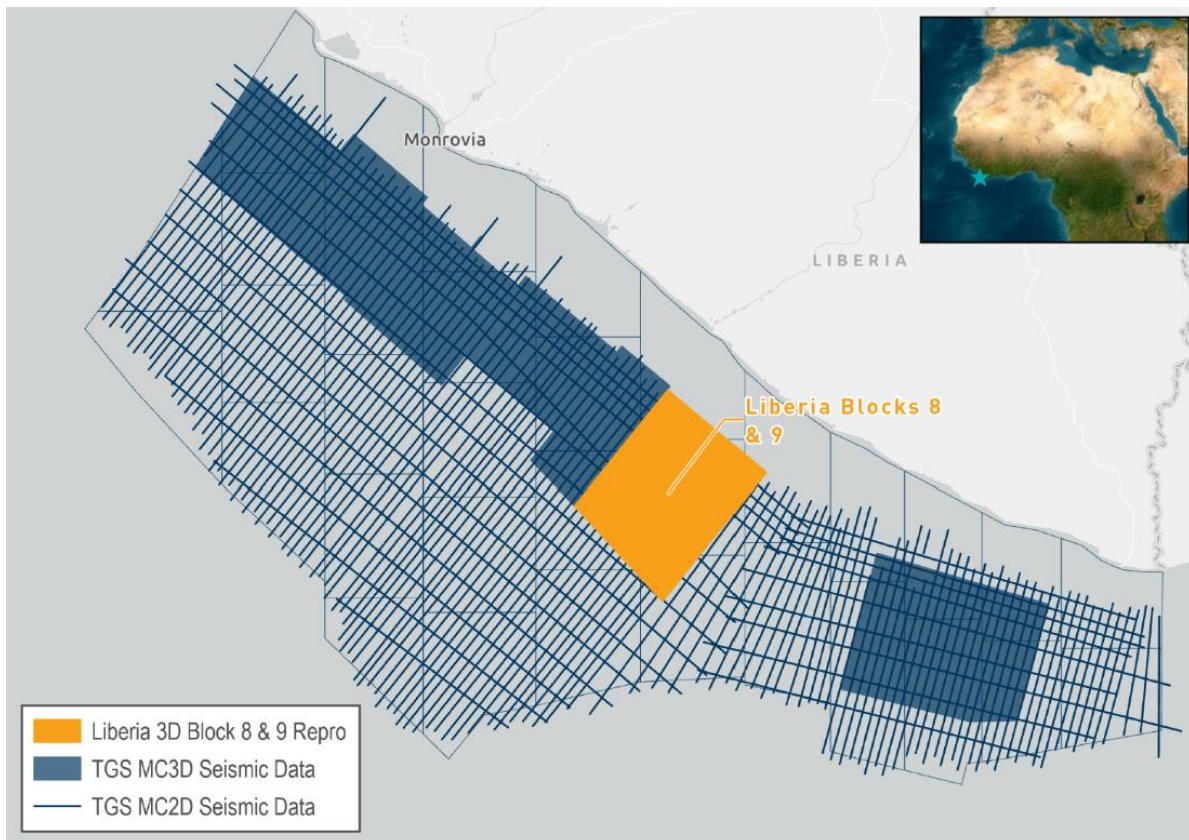 Monrovia
LIBERIA
Liberia Blocks 8
& 9
Liberia 3D Block 8 & 9 Repro
TGS MC3D Seismic Data
TGS MC2D Seismic Data